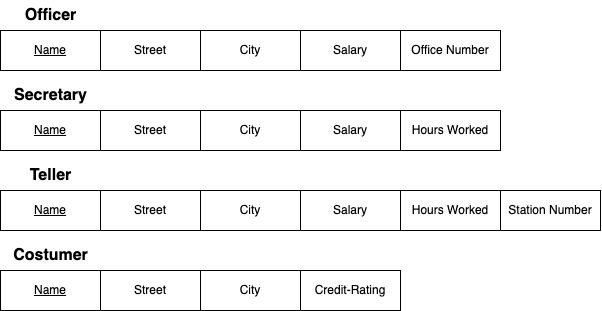 Officer
Name Street City Salary Office Number
Secretary
Name Street City Salary Hours Worked
Teller
Name Street City Salary Hours Worked Station Number
Costumer
Name Street City Credit-Rating